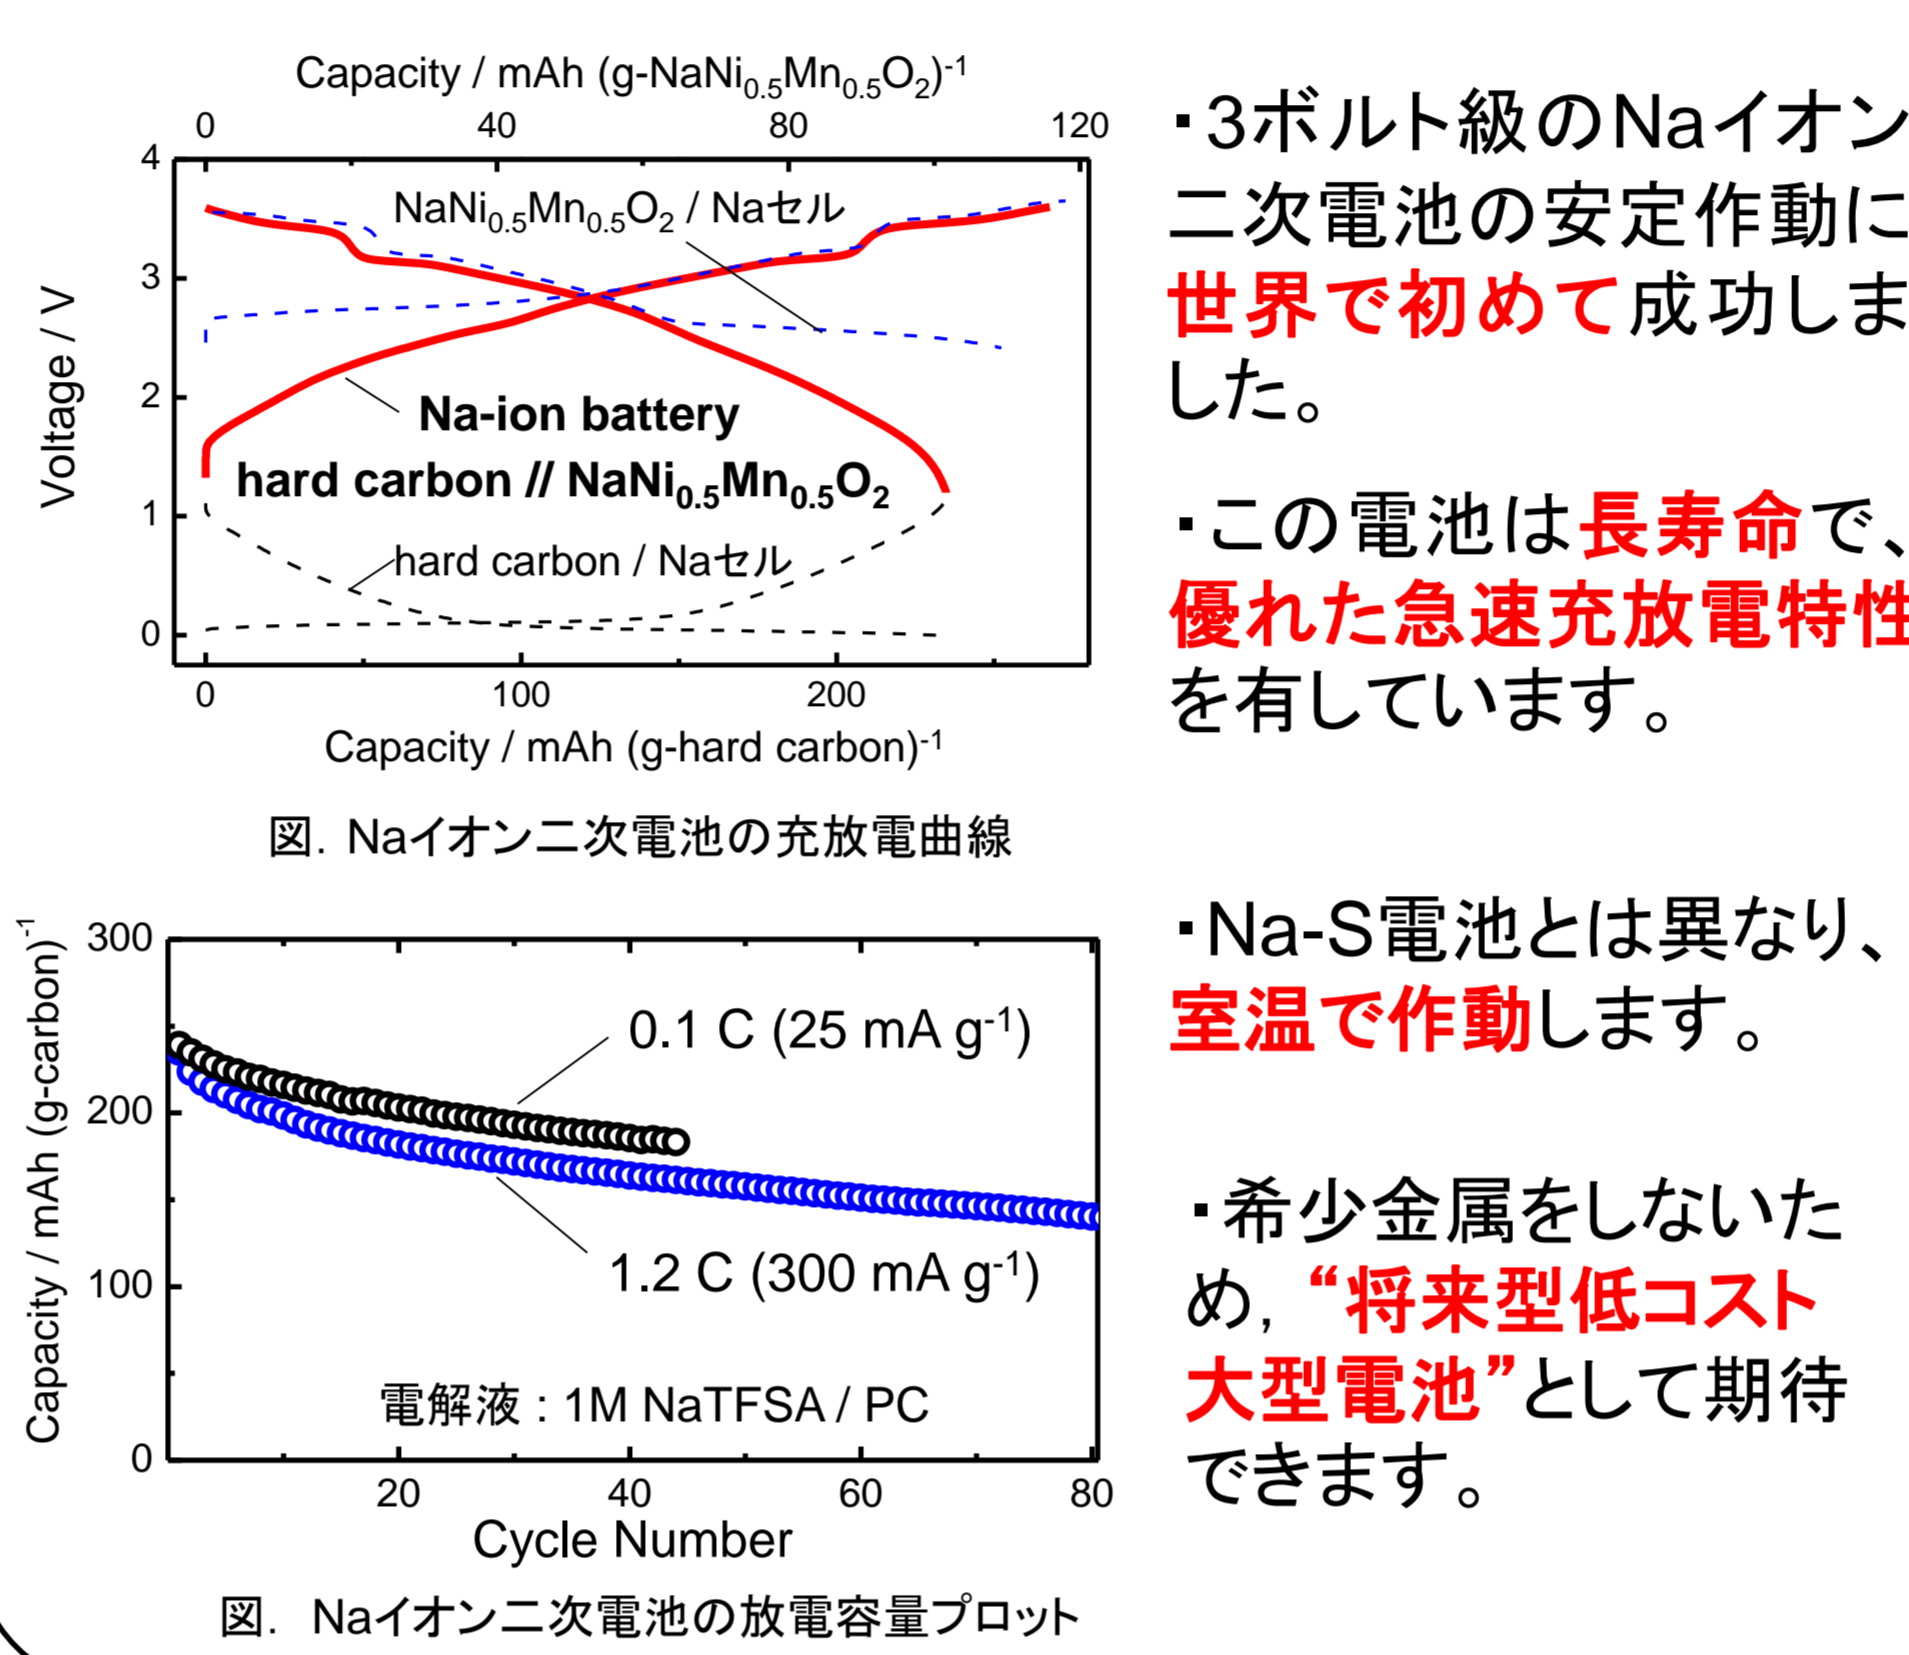 Capacity / mAh (g-NaNi0.5Mn0.5O2)-1
0 40 80 120
4
3
2
1
0
Voltage / V
NaNi0.5Mn0.5O2 / Naセル
Na-ion battery
hard carbon // NaNi0.5Mn0.5O2
hard carbon / Naセル
0 100 200
Capacity / mAh (g-hard carbon)-1
図. Naイオン二次電池の充放電曲線
300
200
100
0
Capacity / mAh (g-carbon)-1
0.1 C (25 mA g-1)
1.2 C (300 mA g-1)
電解液 : 1M NaTFSA / PC
20 40 60 80
Cycle Number
図. Naイオン二次電池の放電容量プロット
・3ボルト級のNaイオン
二次電池の安定作動に
世界で初めて成功しま
した。
・この電池は長寿命で、
優れた急速充放電特性
を有しています。
・Na-S電池とは異なり、
室温で作動します。
・希少金属をしないた
め, “将来型低コスト
大型電池”として期待
できます。